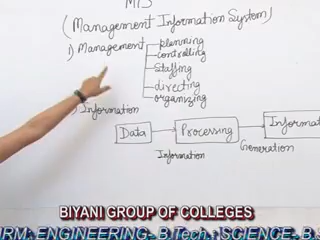 MIS
(Management Information System)
1) Management
planning
controlling
staffing
directing
organizing
) Information
Data
Processing
Informat
Information
Generation
BIYANI GROUP OF COLLEGES
IRM, ENGINEERING, B.Tech., SCIENCE, B.S